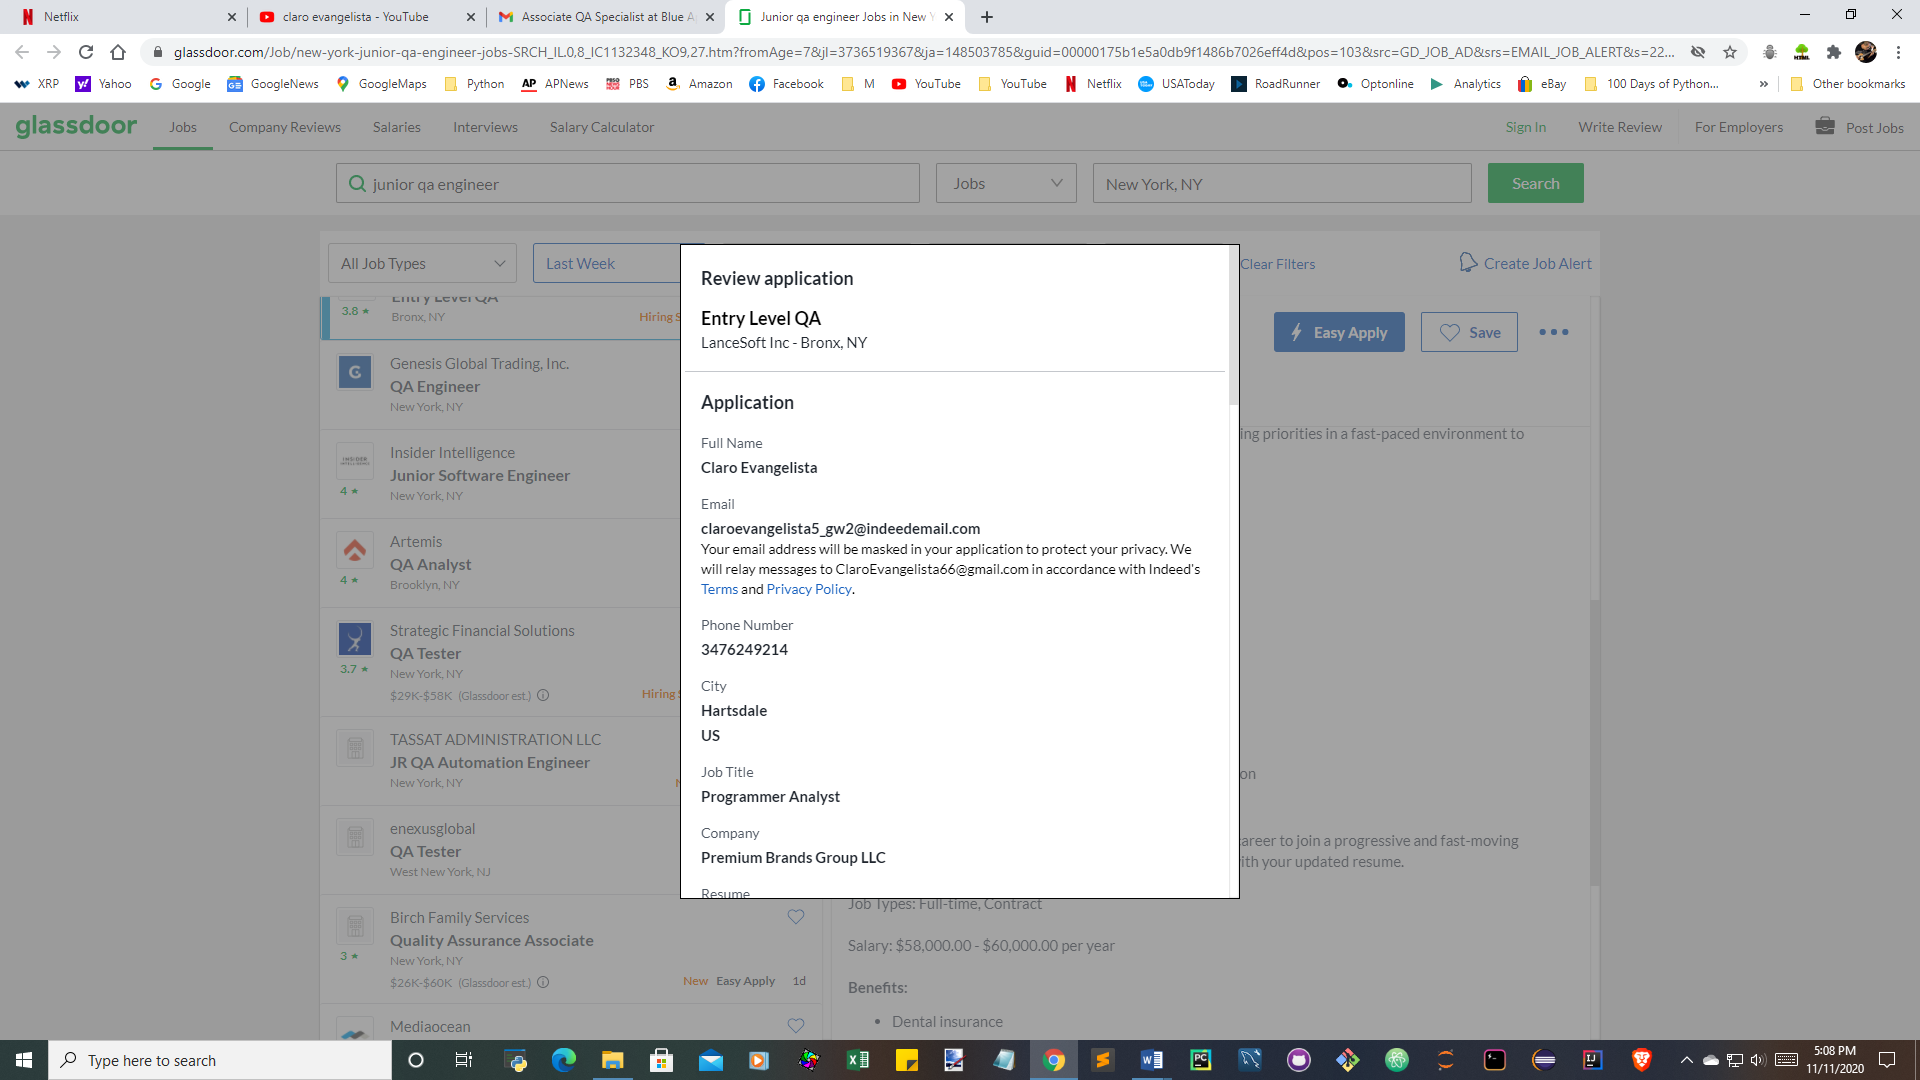 Netflix
claro evangelista - YouTube
Associate QA Specialist at Blue A
Junior qa engineer Jobs in New Y
glassdoor.com/Job/new-york-junior-qa-engineer-jobs-SRCH_IL.0,8_IC1132348_KO9,27.htm?fromAge=7&jl=3736519367&ja=148503785&guid=00000175b1e5a0db9f1486b7026eff4d&pos=103&src=GD_JOB_AD&srs=EMAIL_JOB_ALERT&s=22...
XRP Yahoo Google GoogleNews GoogleMaps Python APNews PBS Amazon Facebook M YouTube YouTube Netflix USAToday RoadRunner Optonline Analytics eBay 100 Days of Python... » Other bookmarks
glassdoor Jobs Company Reviews Salaries Interviews Salary Calculator Sign In Write Review For Employers Post Jobs
junior qa engineer Jobs New York, NY Search
All Job Types Last Week Clear Filters Create Job Alert
Entry Level QA
3.8 ★ Bronx, NY Hiring S
Genesis Global Trading, Inc.
QA Engineer
New York, NY
Insider Intelligence
Junior Software Engineer
4 ★ New York, NY
Artemis
QA Analyst
4 ★ Brooklyn, NY
Strategic Financial Solutions
QA Tester
3.7 ★ New York, NY
$29K-$58K (Glassdoor est.) Hiring S
TASSAT ADMINISTRATION LLC
JR QA Automation Engineer
New York, NY
enexusglobal
QA Tester
West New York, NJ
Birch Family Services
Quality Assurance Associate
3 ★ New York, NY
$26K-$60K (Glassdoor est.) New Easy Apply 1d
Mediaocean
Review application
Entry Level QA
LanceSoft Inc - Bronx, NY
Application
Full Name
Claro Evangelista
Email
claroevangelista5_gw2@indeedemail.com
Your email address will be masked in your application to protect your privacy. We
will relay messages to ClaroEvangelista66@gmail.com in accordance with Indeed's
Terms and Privacy Policy.
Phone Number
3476249214
City
Hartsdale
US
Job Title
Programmer Analyst
Company
Premium Brands Group LLC
Resume
Easy Apply Save
ing priorities in a fast-paced environment to
on
areer to join a progressive and fast-moving
ith your updated resume.
Job Types: Full-time, Contract
Salary: $58,000.00 - $60,000.00 per year
Benefits:
• Dental insurance
Type here to search
5:08 PM
11/11/2020